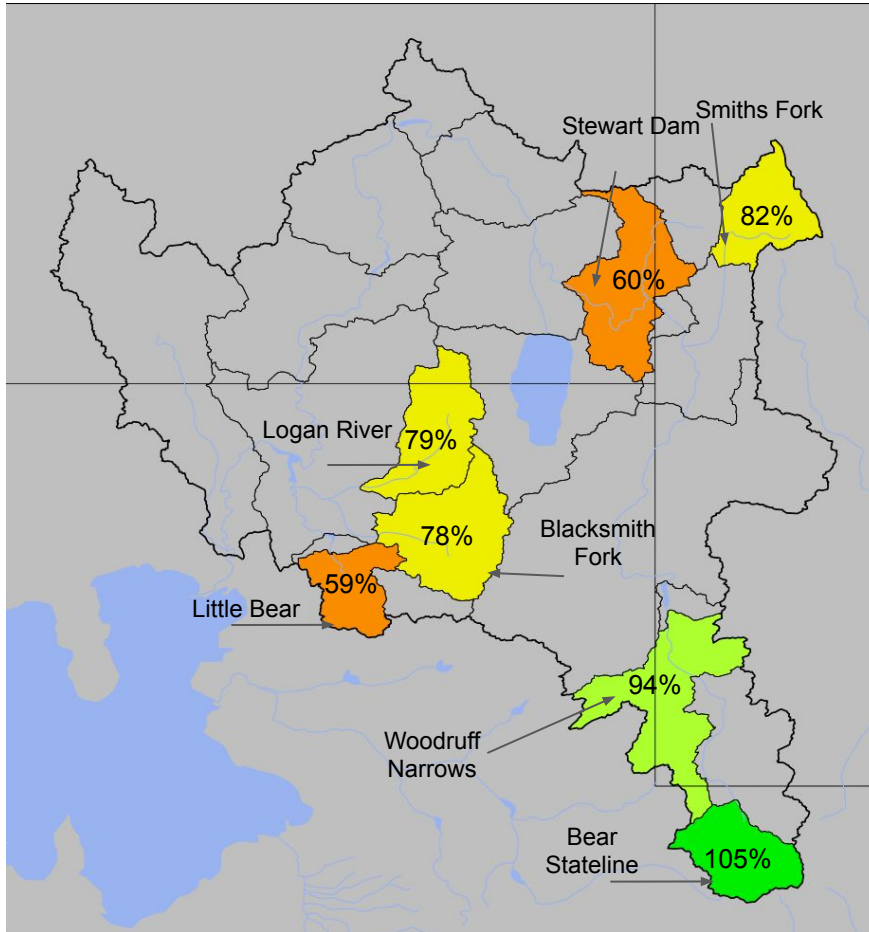 Smiths Fork
Stewart Dam
82%
60%
Logan River
79%
78%
Blacksmith
Fork
59%
Little Bear
94%
Woodruff
Narrows
Bear
Stateline
105%